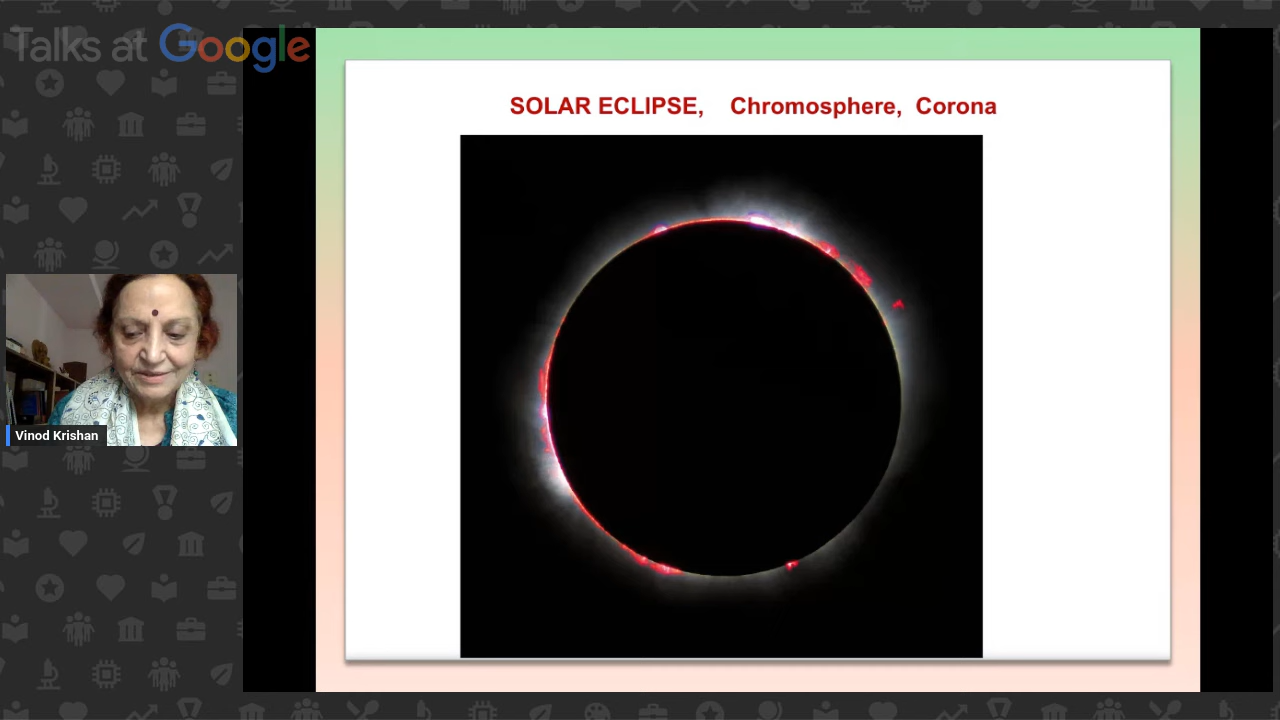 Talks at Google
SOLAR ECLIPSE, Chromosphere, Corona
Vinod Krishan